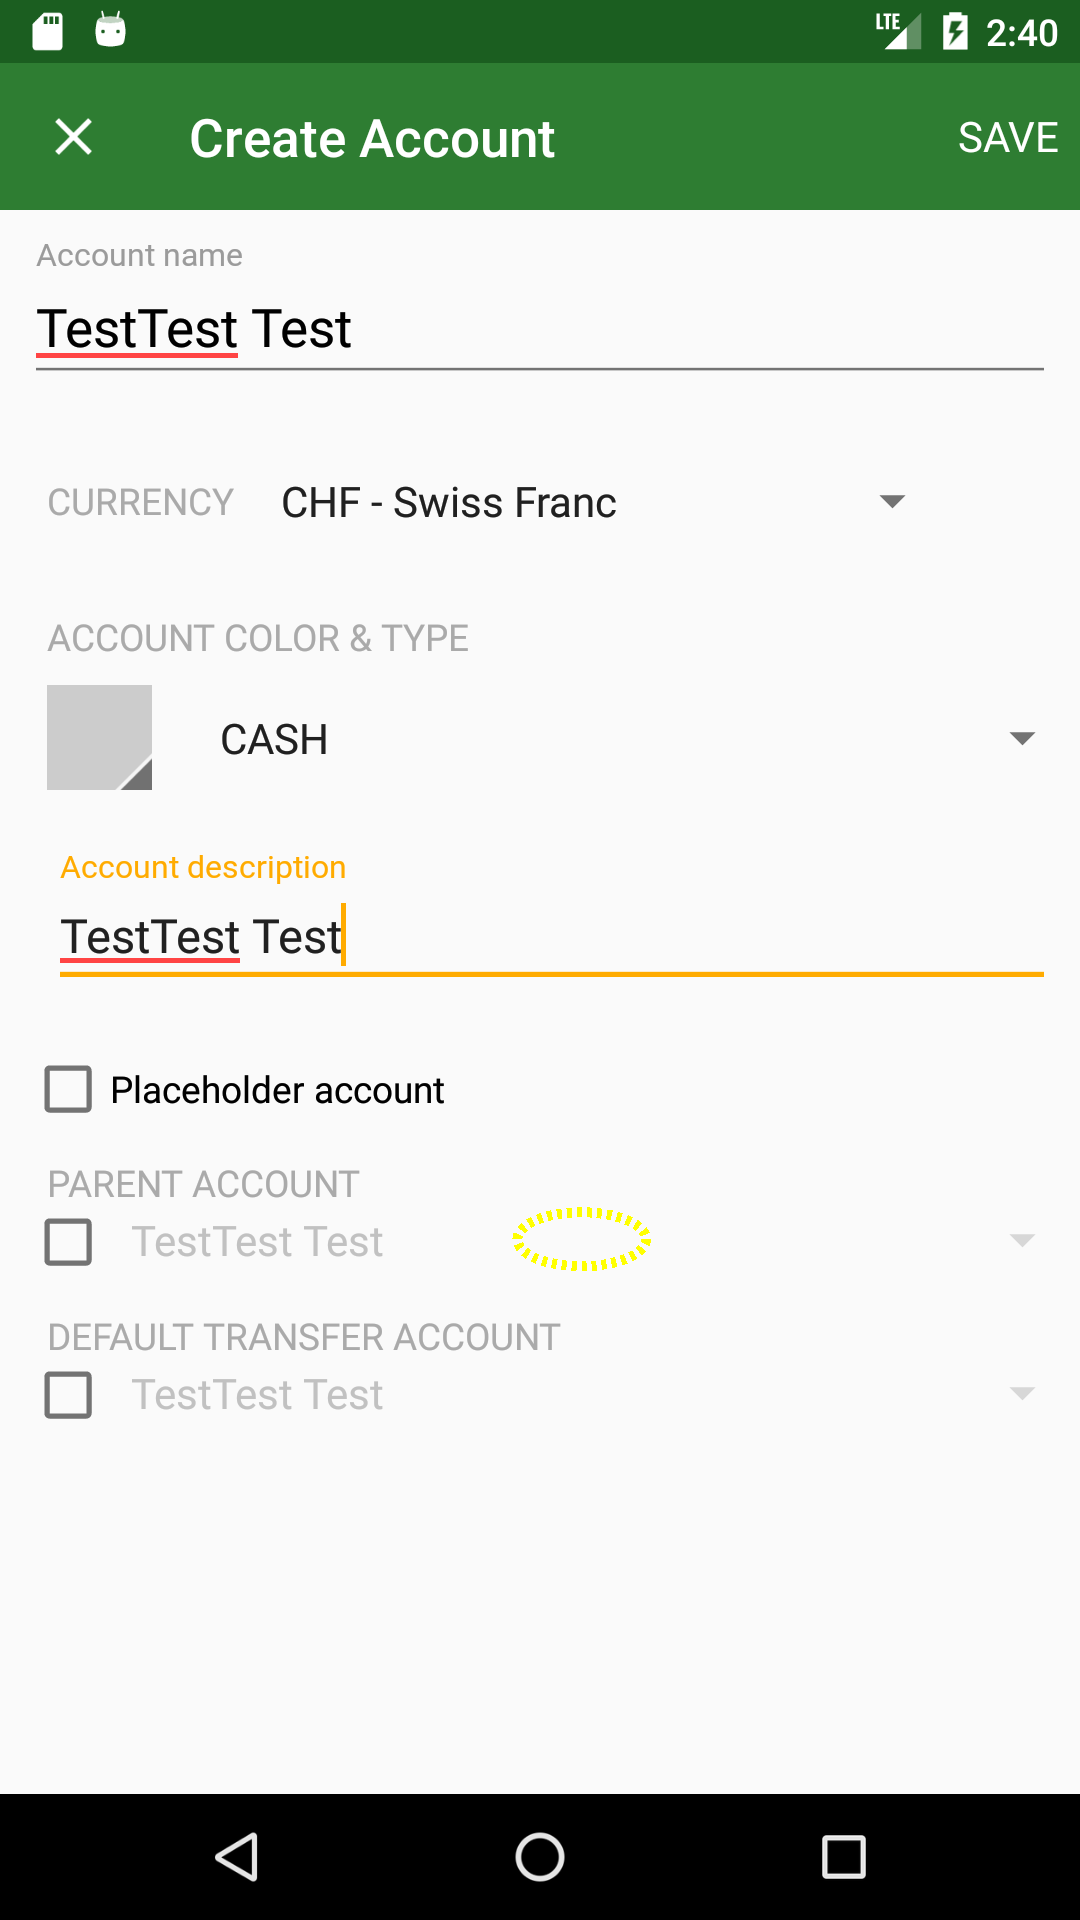 LTE 2:40
Create Account SAVE
Account name
TestTest Test
CURRENCY CHF - Swiss Franc
ACCOUNT COLOR & TYPE
CASH
Account description
TestTest Test
Placeholder account
PARENT ACCOUNT
TestTest Test
DEFAULT TRANSFER ACCOUNT
TestTest Test